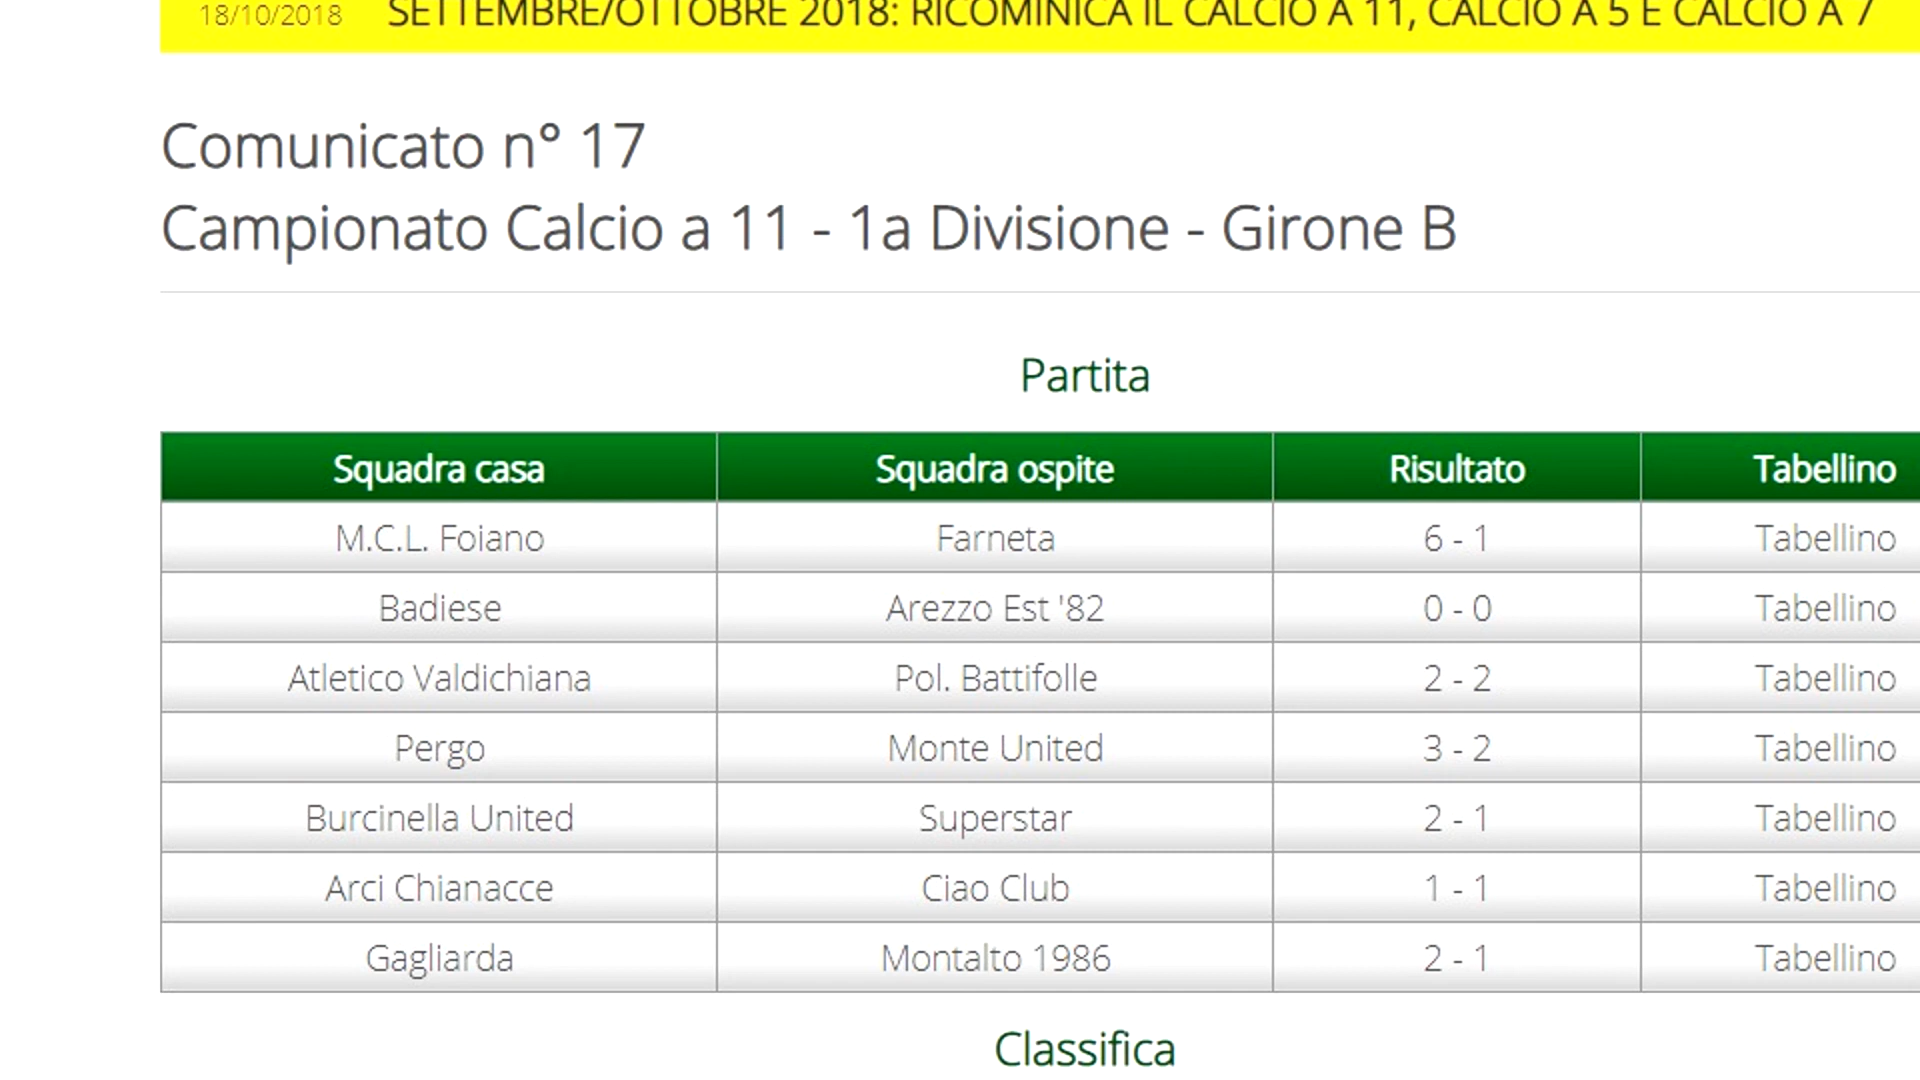 18/10/2018 SETTEMBRE/OTTOBRE 2018: RICOMINICA IL CALCIO A 11, CALCIO A 5 E CALCIO A 7
Comunicato n° 17
Campionato Calcio a 11 - 1a Divisione - Girone B
Partita
Squadra casa Squadra ospite Risultato Tabellino
M.C.L. Foiano Farneta 6 - 1 Tabellino
Badiese Arezzo Est '82 0 - 0 Tabellino
Atletico Valdichiana Pol. Battifolle 2 - 2 Tabellino
Pergo Monte United 3 - 2 Tabellino
Burcinella United Superstar 2 - 1 Tabellino
Arci Chianacce Ciao Club 1 - 1 Tabellino
Gagliarda Montalto 1986 2 - 1 Tabellino
Classifica